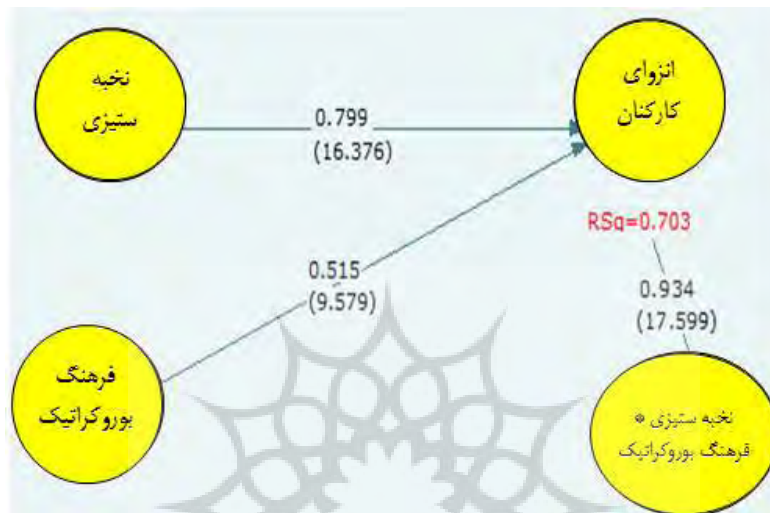 نخبه
ستیزی
انزوای
کارکنان
0.799
(16.376)
RSq=0.703
0.515
(9.579)
0.934
(17.599)
فرهنگ
بوروکراتیک
نخبه ستیزی *
فرهنگ بوروکراتیک